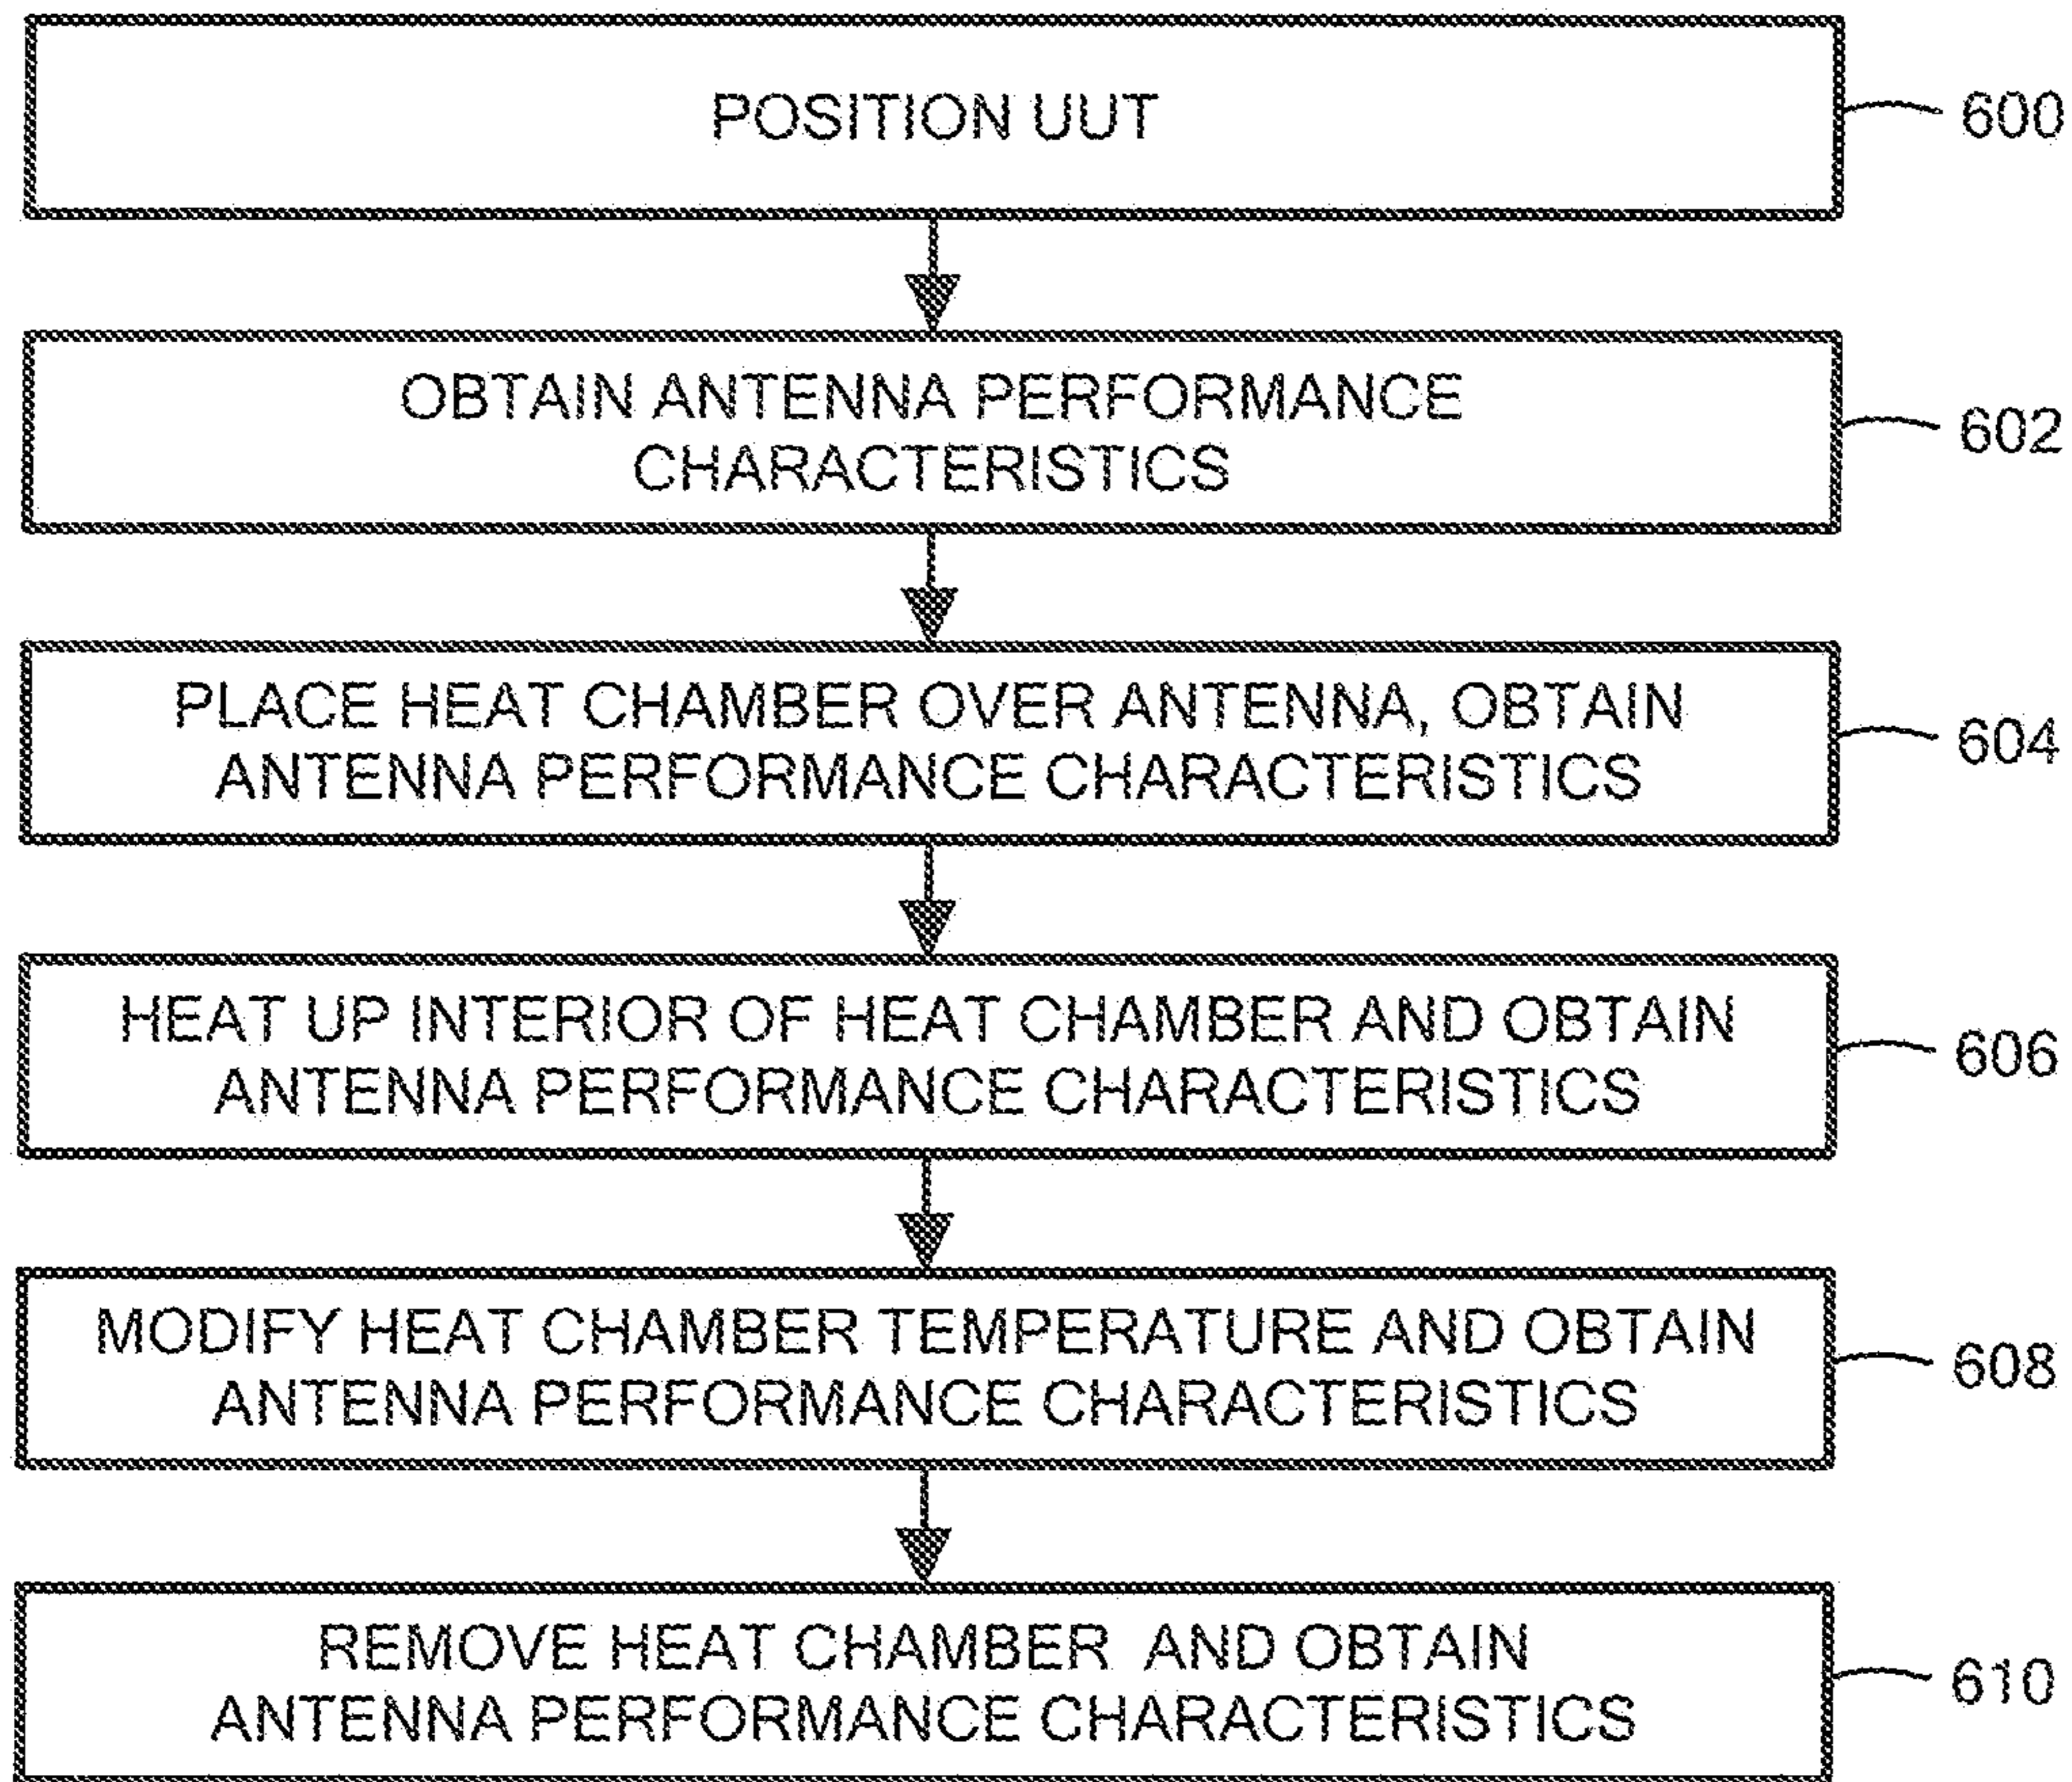 POSITION UUT
600
OBTAIN ANTENNA PERFORMANCE
CHARACTERISTICS
602
PLACE HEAT CHAMBER OVER ANTENNA, OBTAIN
ANTENNA PERFORMANCE CHARACTERISTICS
604
HEAT UP INTERIOR OF HEAT CHAMBER AND OBTAIN
ANTENNA PERFORMANCE CHARACTERISTICS
606
MODIFY HEAT CHAMBER TEMPERATURE AND OBTAIN
ANTENNA PERFORMANCE CHARACTERISTICS
608
REMOVE HEAT CHAMBER AND OBTAIN
ANTENNA PERFORMANCE CHARACTERISTICS
610